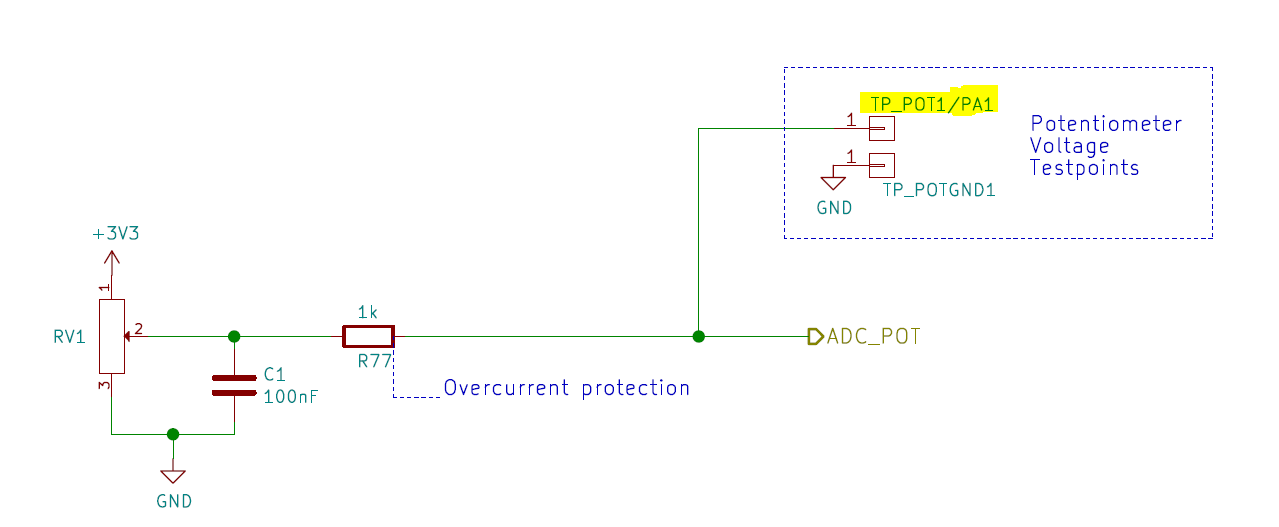 TP_POT1/PA1
1
Potentiometer
Voltage
Testpoints
1
TP_POTGND1
GND
+3V3
1
RV1
2
3
C1
100nF
1k
R77
Overcurrent protection
ADC_POT
GND